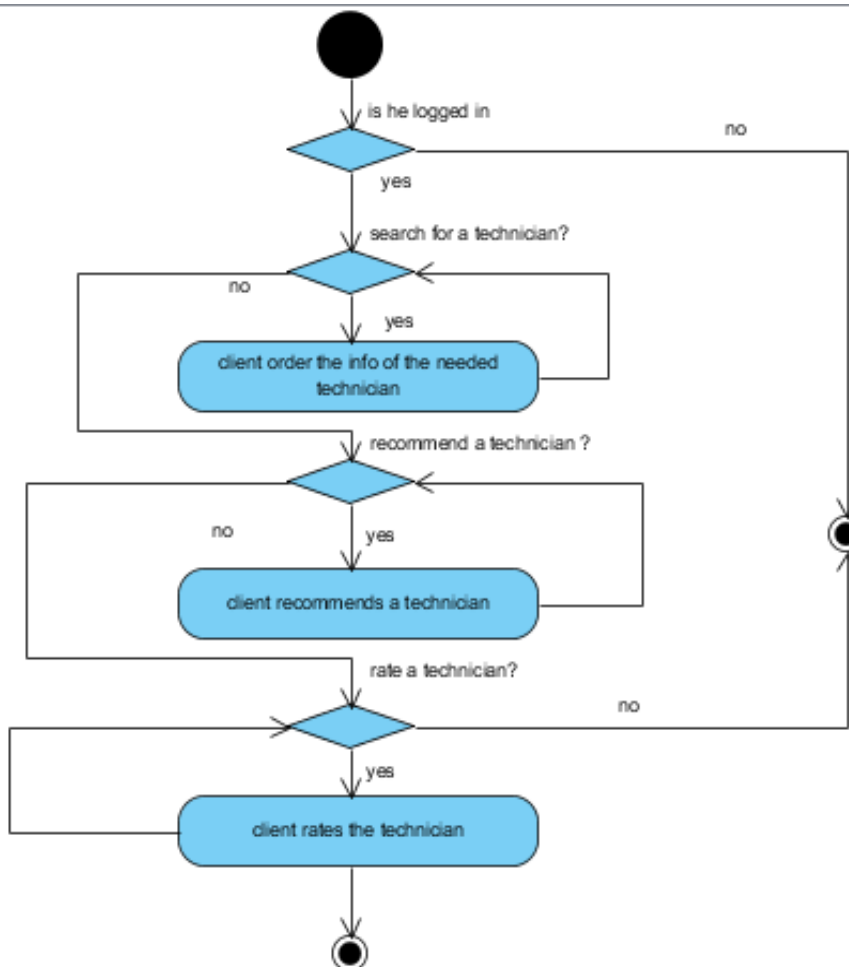 is he logged in
no
yes
search for a technician?
no
yes
client order the info of the needed
technician
recommend a technician ?
no
yes
client recommends a technician
rate a technician?
no
yes
client rates the technician